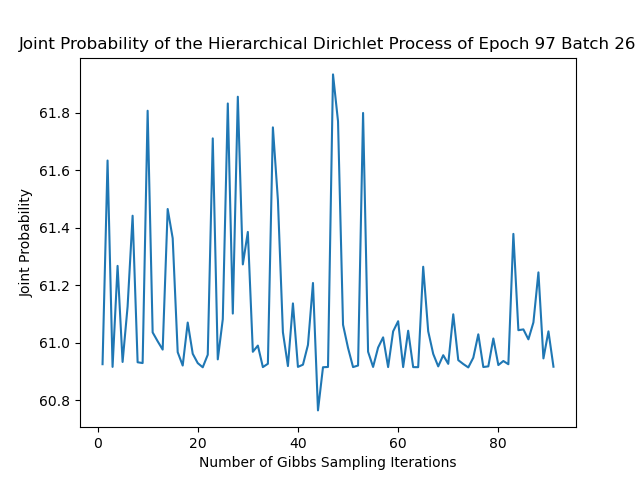 Joint Probability of the Hierarchical Dirichlet Process of Epoch 97 Batch 26
61.8
61.6
61.4
61.2
61.0
60.8
Joint Probability
0 20 40 60 80
Number of Gibbs Sampling Iterations